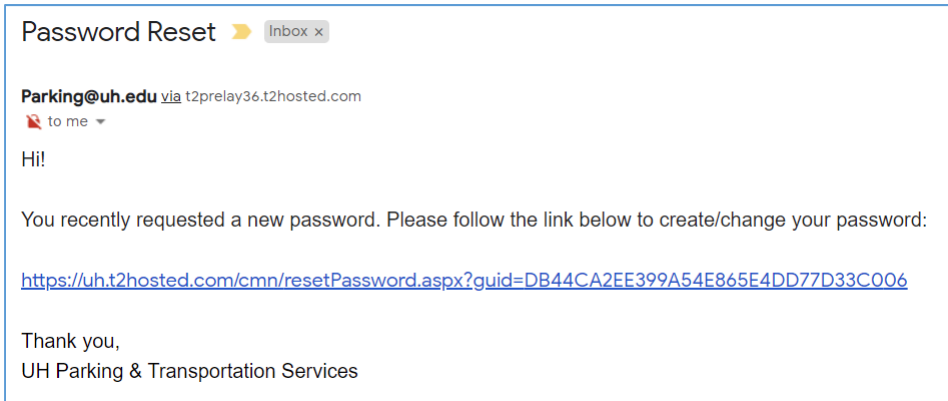 Password Reset Inbox ×
Parking@uh.edu via t2prelay36.t2hosted.com
to me
Hi!
You recently requested a new password. Please follow the link below to create/change your password:
https://uh.t2hosted.com/cmn/resetPassword.aspx?guid=DB44CA2EE399A54E865E4DD77D33C006
Thank you,
UH Parking & Transportation Services